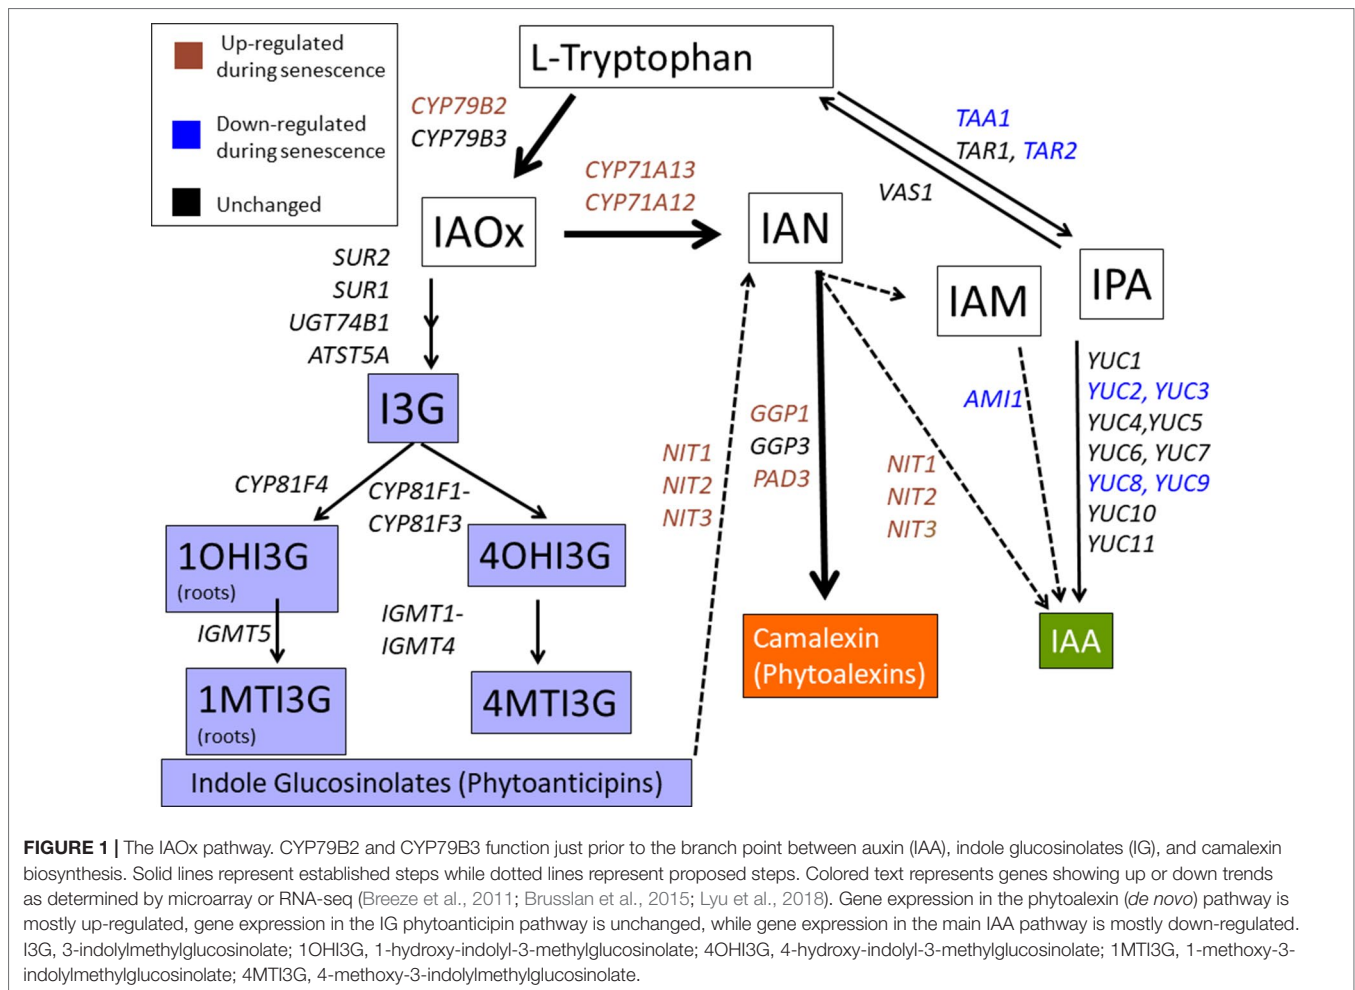 Up-regulated
during senescence
Down-regulated
during senescence
Unchanged
L-Tryptophan
CYP79B2
CYP79B3
TAA1
TAR1, TAR2
VAS1
CYP71A13
CYP71A12
IAOx
IAN
IAM
IPA
SUR2
SUR1
UGT74B1
ATST5A
I3G
CYP81F4
CYP81F1-
CYP81F3
1OHI3G
(roots)
4OHI3G
IGMT5
IGMT1-
IGMT4
1MTI3G
(roots)
4MTI3G
Indole Glucosinolates (Phytoanticipins)
NIT1
NIT2
NIT3
GGP1
GGP3
PAD3
NIT1
NIT2
NIT3
AMI1
YUC1
YUC2, YUC3
YUC4,YUC5
YUC6, YUC7
YUC8, YUC9
YUC10
YUC11
Camalexin
(Phytoalexins)
IAA
FIGURE 1 | The IAOx pathway. CYP79B2 and CYP79B3 function just prior to the branch point between auxin (IAA), indole glucosinolates (IG), and camalexin
biosynthesis. Solid lines represent established steps while dotted lines represent proposed steps. Colored text represents genes showing up or down trends
as determined by microarray or RNA-seq (Breeze et al., 2011; Brusslan et al., 2015; Lyu et al., 2018). Gene expression in the phytoalexin (de novo) pathway is
mostly up-regulated, gene expression in the IG phytoanticipin pathway is unchanged, while gene expression in the main IAA pathway is mostly down-regulated.
I3G, 3-indolylmethylglucosinolate; 1OHI3G, 1-hydroxy-indolyl-3-methylglucosinolate; 4OHI3G, 4-hydroxy-indolyl-3-methylglucosinolate; 1MTI3G, 1-methoxy-3-
indolylmethylglucosinolate; 4MTI3G, 4-methoxy-3-indolylmethylglucosinolate.